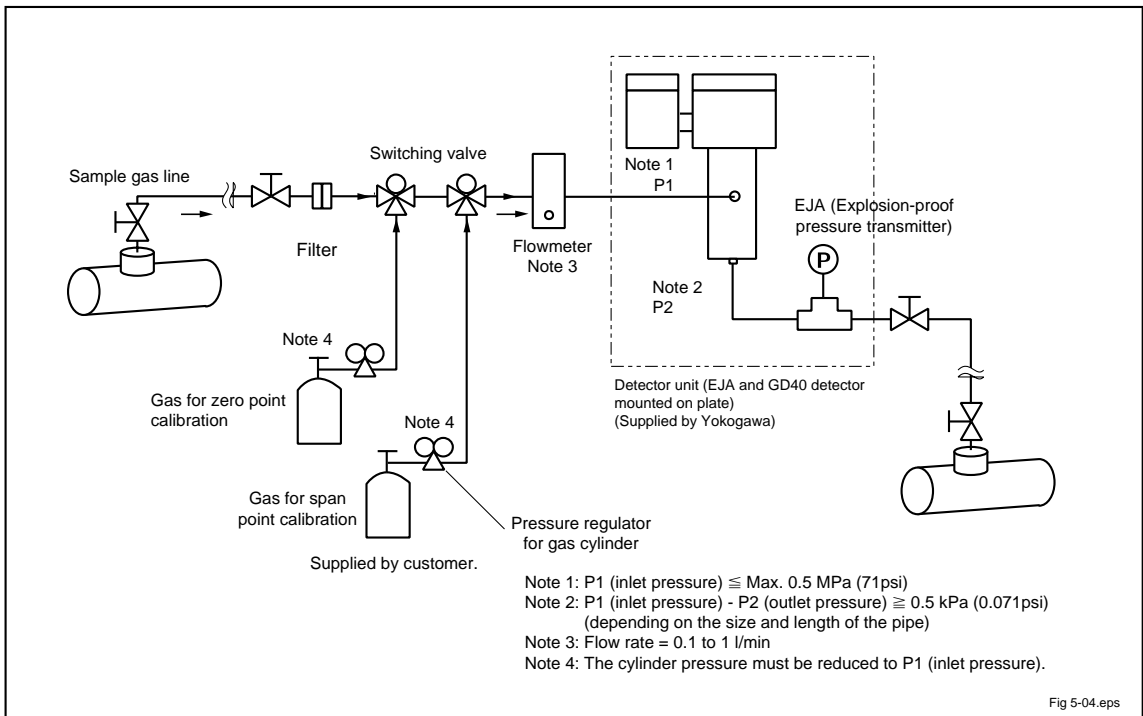 Sample gas line
Switching valve
Filter
Flowmeter
Note 3
Note 1
P1
EJA (Explosion-proof
pressure transmitter)
P
Note 2
P2
Detector unit (EJA and GD40 detector
mounted on plate)
(Supplied by Yokogawa)
Note 4
Gas for zero point
calibration
Note 4
Gas for span
point calibration
Pressure regulator
for gas cylinder
Supplied by customer.
Note 1: P1 (inlet pressure) ≦ Max. 0.5 MPa (71psi)
Note 2: P1 (inlet pressure) - P2 (outlet pressure) ≧ 0.5 kPa (0.071psi)
(depending on the size and length of the pipe)
Note 3: Flow rate = 0.1 to 1 l/min
Note 4: The cylinder pressure must be reduced to P1 (inlet pressure).
Fig 5-04.eps